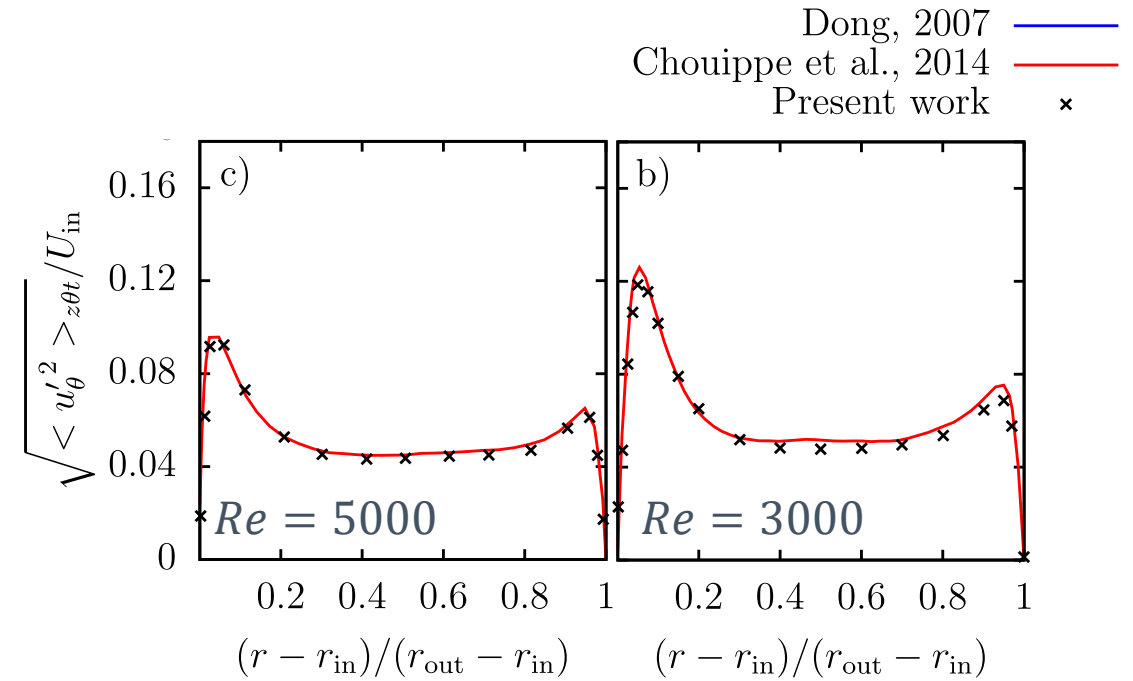 Dong, 2007
Chouippe et al., 2014
Present work
c)
b)
0.16
0.12
0.08
0.04
0
√< u′θ² >zθt/Uin
Re = 5000
Re = 3000
0.2 0.4 0.6 0.8 1
0.2 0.4 0.6 0.8 1
(r − rin)/(rout − rin)
(r − rin)/(rout − rin)